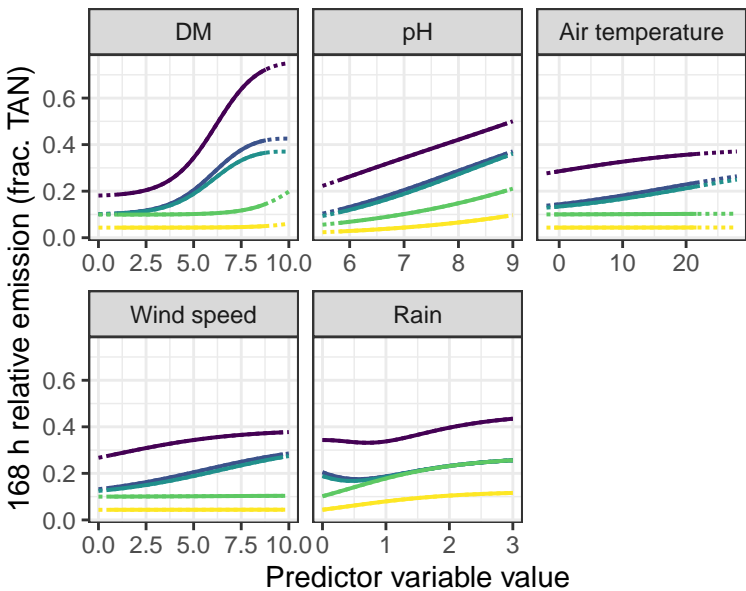 DM
pH
Air temperature
0.6
0.4
0.2
0.0
0.0 2.5 5.0 7.5 10.0
6 7 8 9
0 10 20
Wind speed
Rain
0.6
0.4
0.2
0.0
0.0 2.5 5.0 7.5 10.0
0 1 2 3
168 h relative emission (frac. TAN)
Predictor variable value